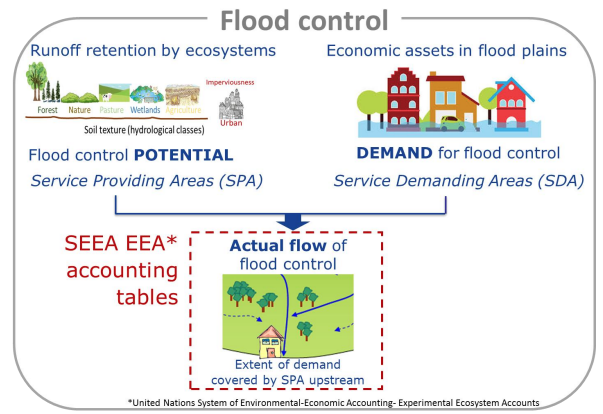 Flood control
Runoff retention by ecosystems
Economic assets in flood plains
Imperviousness
Forest Nature Pasture Wetlands Agriculture
Urban
Soil texture (hydrological classes)
Flood control POTENTIAL
Service Providing Areas (SPA)
DEMAND for flood control
Service Demanding Areas (SDA)
SEEA EEA*
accounting
tables
Actual flow of
flood control
Extent of demand
covered by SPA upstream
*United Nations System of Environmental-Economic Accounting- Experimental Ecosystem Accounts